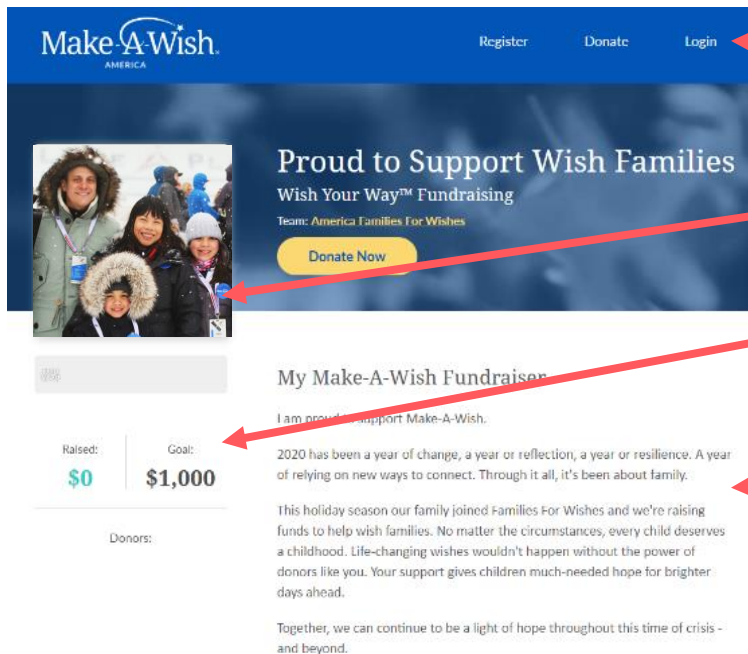 Make-A-Wish.
AMERICA
Register Donate Login
Proud to Support Wish Families
Wish Your Way™ Fundraising
Team: America Families For Wishes
Donate Now
My Make-A-Wish Fundraiser
I am proud to support Make-A-Wish.
Raised: Goal:
$0 $1,000
Donors:
2020 has been a year of change, a year or reflection, a year or resilience. A year
of relying on new ways to connect. Through it all, it's been about family.
This holiday season our family joined Families For Wishes and we're raising
funds to help wish families. No matter the circumstances, every child deserves
a childhood. Life-changing wishes wouldn't happen without the power of
donors like you. Your support gives children much-needed hope for brighter
days ahead.
Together, we can continue to be a light of hope throughout this time of crisis -
and beyond.